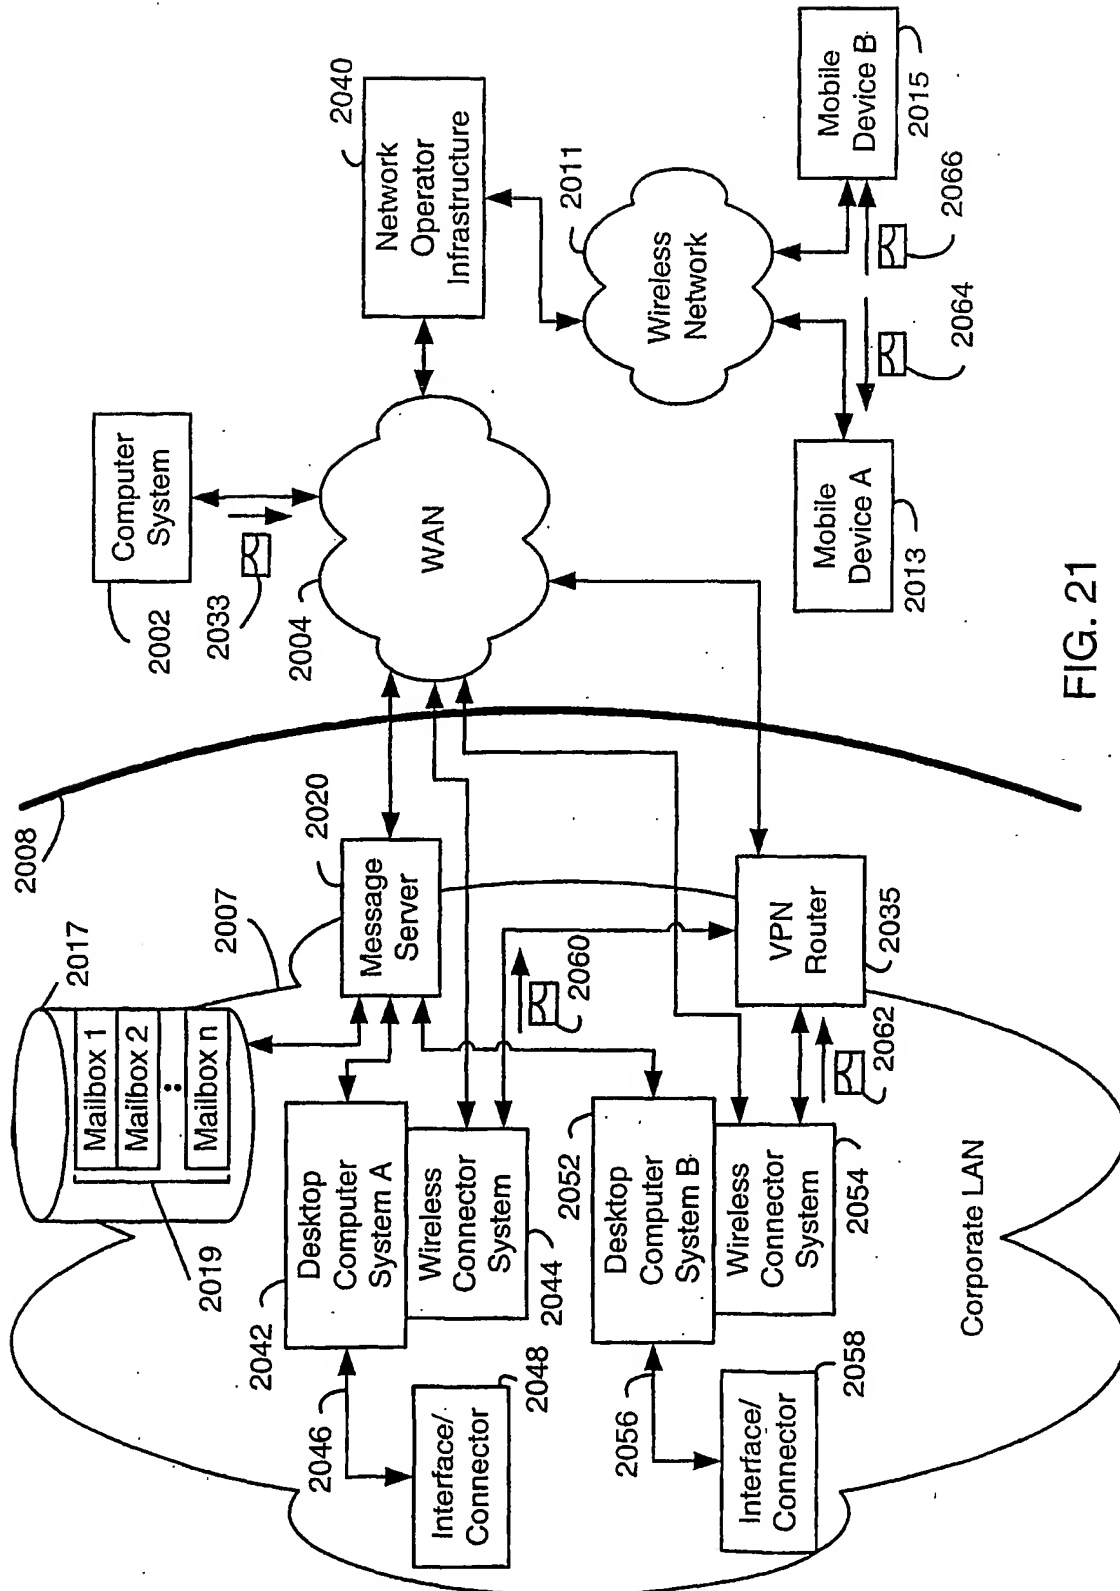 2008
2017
Mailbox 1
Mailbox 2
Mailbox n
2019
2007
2020
Message
Server
2042
Desktop
Computer
System A
Wireless
Connector
System
2044
2046
Interface/
Connector
2048
2060
2052
Desktop
Computer
System B
Wireless
Connector
System
2054
2056
Interface/
Connector
2058
2062
VPN
Router
2035
Corporate LAN
Computer
System
2002
2033
2004
WAN
2040
Network
Operator
Infrastructure
2011
Wireless
Network
2064
2066
Mobile
Device A
2013
Mobile
Device B
2015
FIG. 21